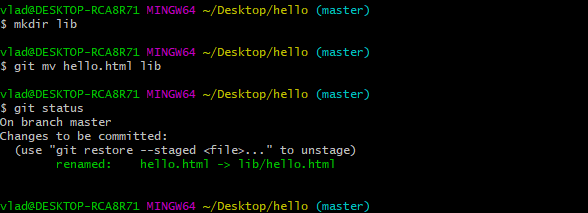 vlad@DESKTOP-RCA8R71 MINGW64 ~/Desktop/hello (master)
$ mkdir lib
vlad@DESKTOP-RCA8R71 MINGW64 ~/Desktop/hello (master)
$ git mv hello.html lib
vlad@DESKTOP-RCA8R71 MINGW64 ~/Desktop/hello (master)
$ git status
On branch master
Changes to be committed:
  (use "git restore --staged <file>..." to unstage)
        renamed:    hello.html -> lib/hello.html
vlad@DESKTOP-RCA8R71 MINGW64 ~/Desktop/hello (master)